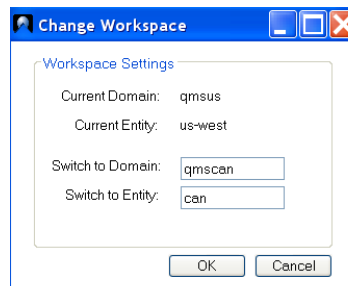 Change Workspace
Workspace Settings
Current Domain: qmsus
Current Entity: us-west
Switch to Domain: qmscan
Switch to Entity: can
OK Cancel